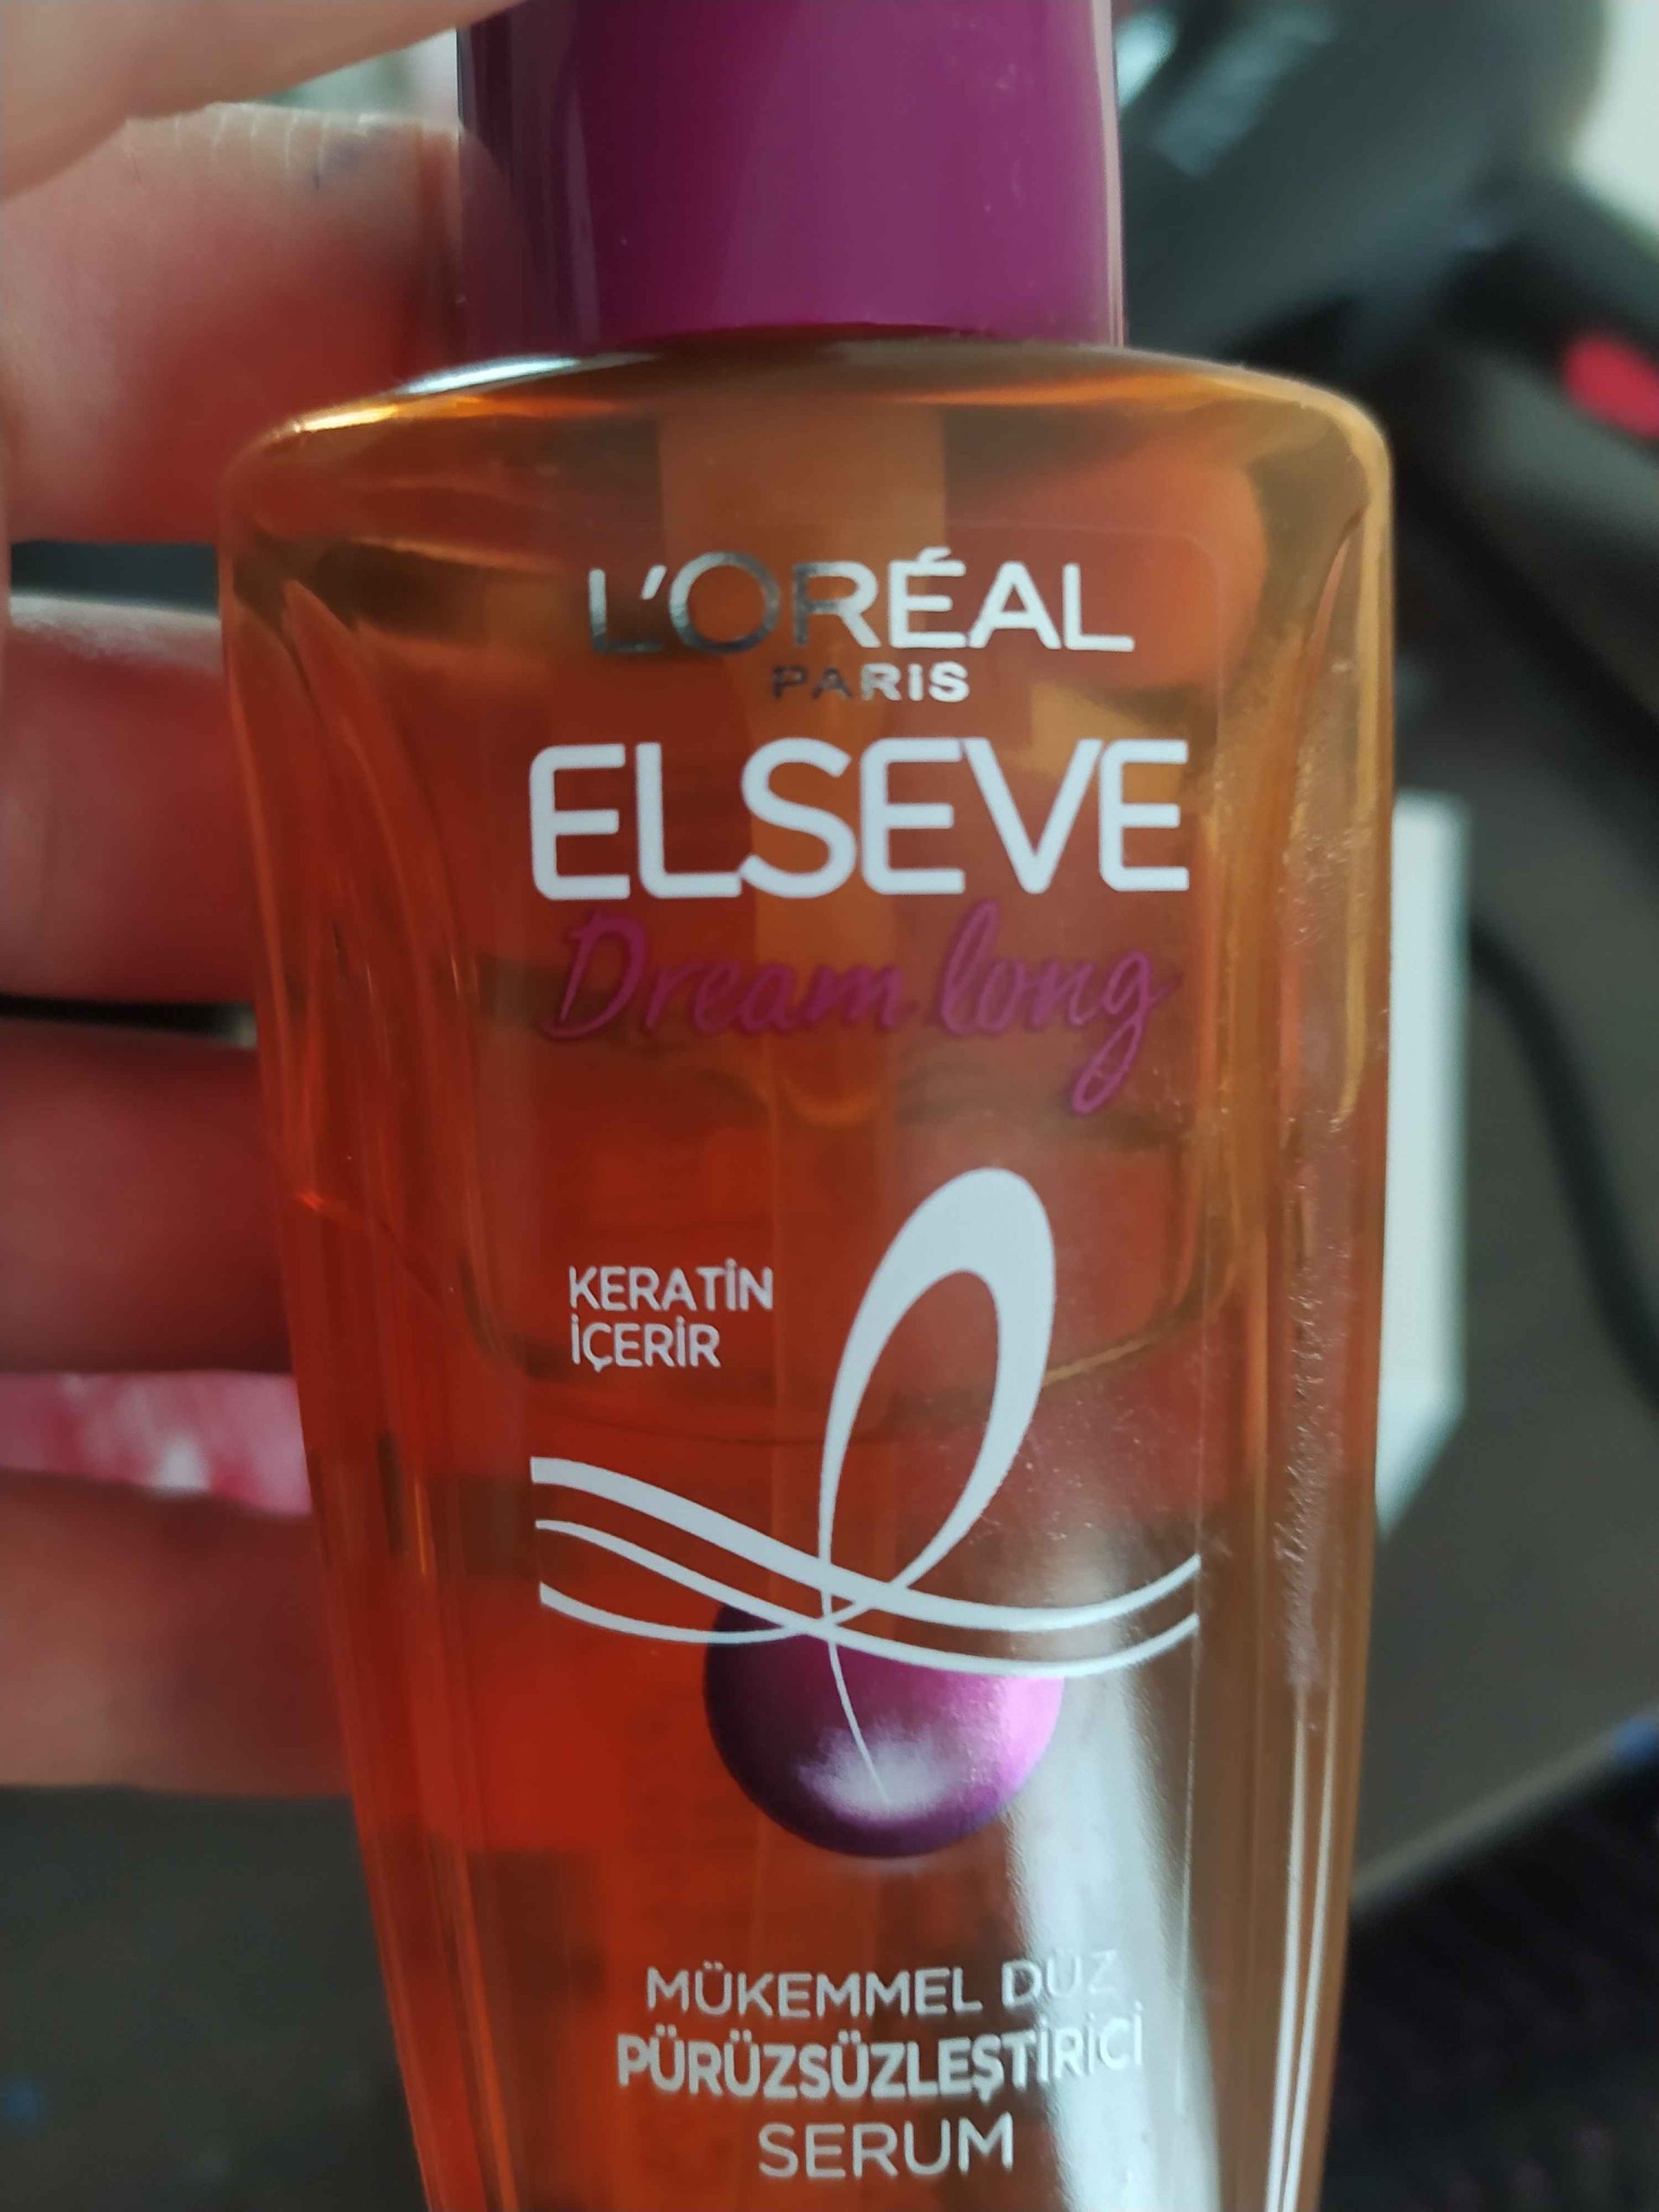 L'ORÉAL
PARIS
ELSEVE
Dream long
KERATİN
İÇERİR
MÜKEMMEL DÜZ
PÜRÜZSÜZLEŞTİRİCİ
SERUM